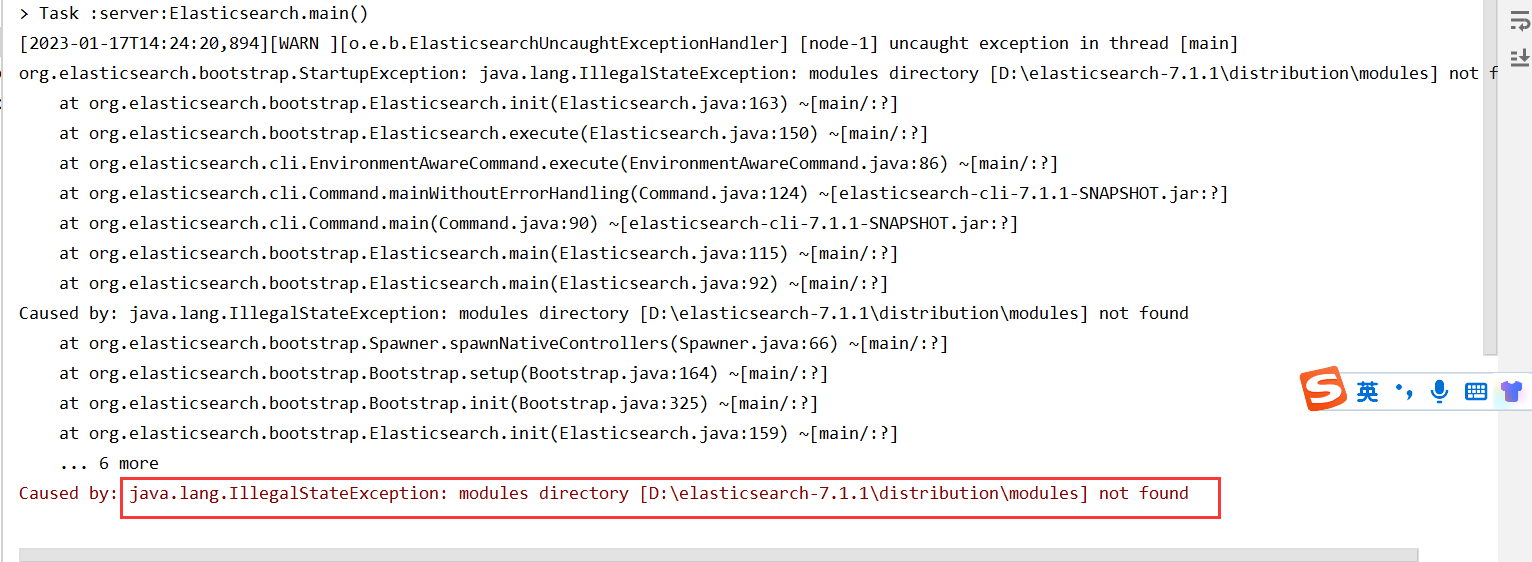 > Task :server:Elasticsearch.main()
[2023-01-17T14:24:20,894][WARN ][o.e.b.ElasticsearchUncaughtExceptionHandler] [node-1] uncaught exception in thread [main]
org.elasticsearch.bootstrap.StartupException: java.lang.IllegalStateException: modules directory [D:\elasticsearch-7.1.1\distribution\modules] not f
    at org.elasticsearch.bootstrap.Elasticsearch.init(Elasticsearch.java:163) ~[main/:?]
    at org.elasticsearch.bootstrap.Elasticsearch.execute(Elasticsearch.java:150) ~[main/:?]
    at org.elasticsearch.cli.EnvironmentAwareCommand.execute(EnvironmentAwareCommand.java:86) ~[main/:?]
    at org.elasticsearch.cli.Command.mainWithoutErrorHandling(Command.java:124) ~[elasticsearch-cli-7.1.1-SNAPSHOT.jar:?]
    at org.elasticsearch.cli.Command.main(Command.java:90) ~[elasticsearch-cli-7.1.1-SNAPSHOT.jar:?]
    at org.elasticsearch.bootstrap.Elasticsearch.main(Elasticsearch.java:115) ~[main/:?]
    at org.elasticsearch.bootstrap.Elasticsearch.main(Elasticsearch.java:92) ~[main/:?]
Caused by: java.lang.IllegalStateException: modules directory [D:\elasticsearch-7.1.1\distribution\modules] not found
    at org.elasticsearch.bootstrap.Spawner.spawnNativeControllers(Spawner.java:66) ~[main/:?]
    at org.elasticsearch.bootstrap.Bootstrap.setup(Bootstrap.java:164) ~[main/:?]
    at org.elasticsearch.bootstrap.Bootstrap.init(Bootstrap.java:325) ~[main/:?]
    at org.elasticsearch.bootstrap.Elasticsearch.init(Elasticsearch.java:159) ~[main/:?]
    ... 6 more
Caused by: java.lang.IllegalStateException: modules directory [D:\elasticsearch-7.1.1\distribution\modules] not found
英